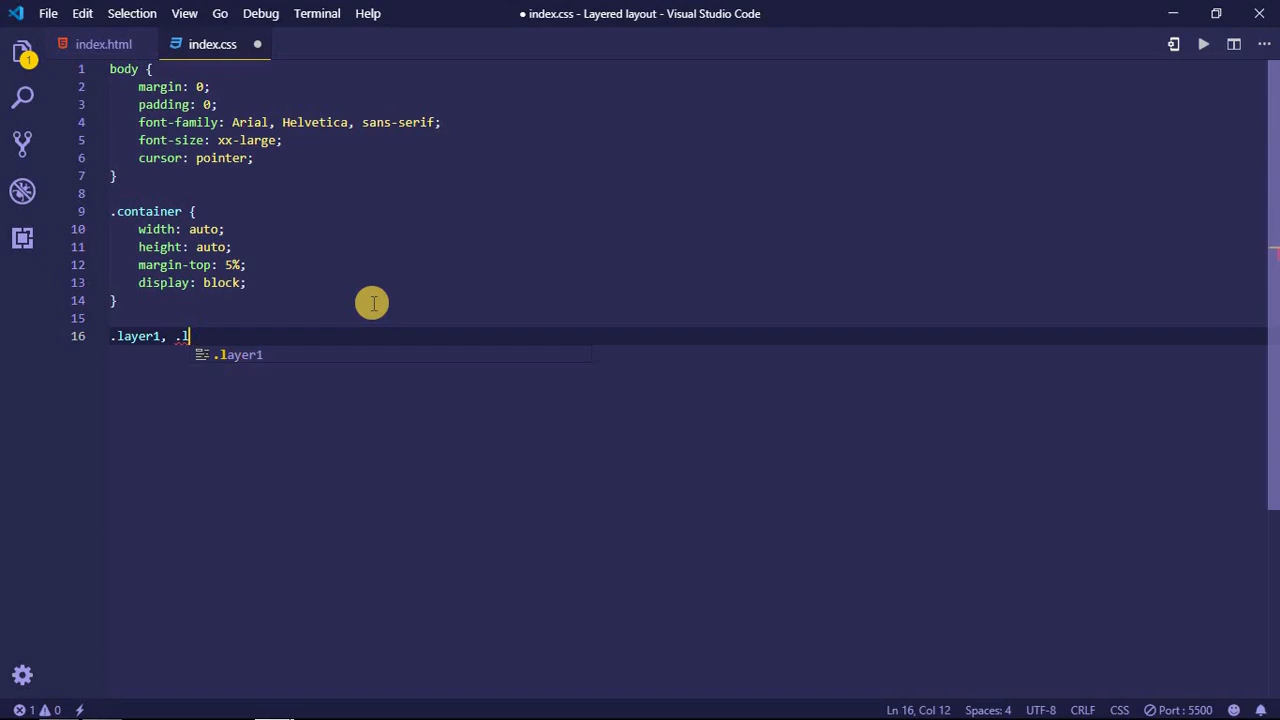 File Edit Selection View Go Debug Terminal Help
● index.css - Layered layout - Visual Studio Code
index.html
index.css
1
1 body {
2 margin: 0;
3 padding: 0;
4 font-family: Arial, Helvetica, sans-serif;
5 font-size: xx-large;
6 cursor: pointer;
7 }
8
9 .container {
10 width: auto;
11 height: auto;
12 margin-top: 5%;
13 display: block;
14 }
15
16 .layer1, .l
.layer1
1 0
Ln 16, Col 12 Spaces: 4 UTF-8 CRLF CSS Port : 5500